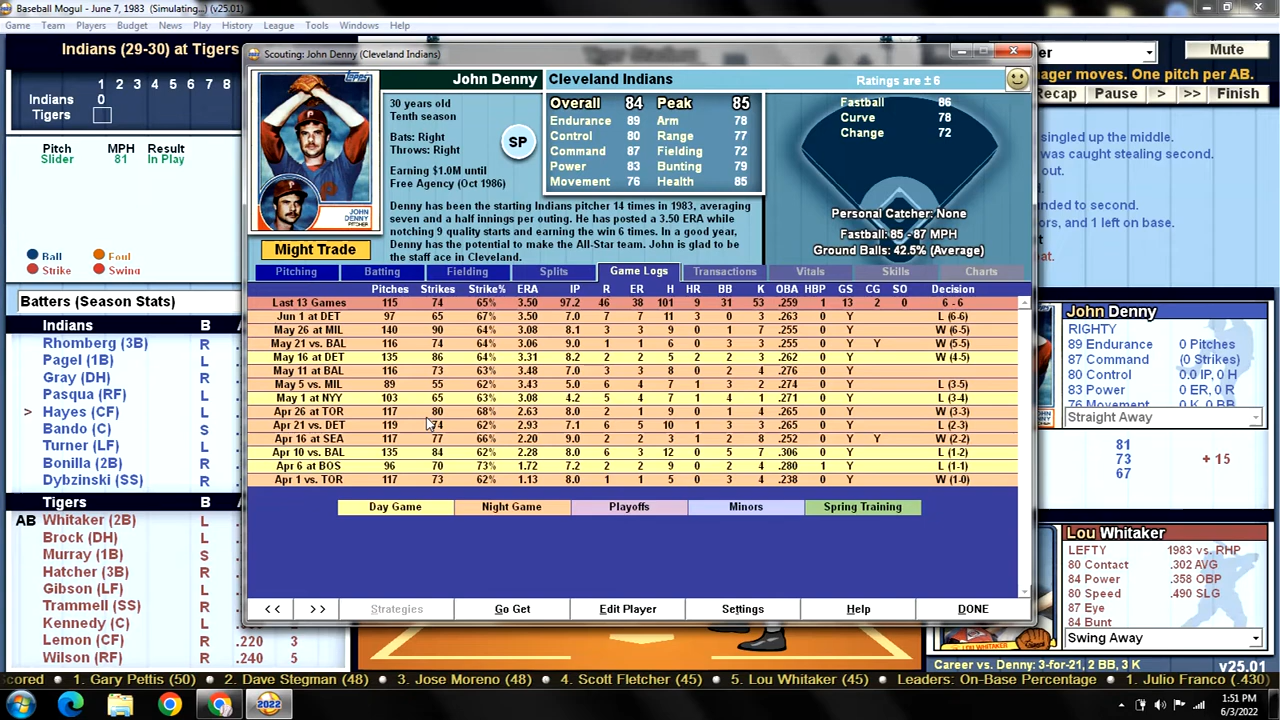 Baseball Mogul - June 7, 1983 (Simulating...) (v25.01)
Game Team Players Budget News Play History League Tools Windows Help
Indians (29-30) at Tigers
1 2 3 4 5 6 7 8
Indians 0
Tigers
Pitch MPH Result
Slider 81 In Play
Ball Foul
Strike Swing
Batters (Season Stats)
Indians B
Rhomberg (3B) R
Pagel (1B) L
Gray (DH) R
Pasqua (RF) L
> Hayes (CF) L
Bando (C) S
Turner (LF) L
Bonilla (2B) R
Dybzinski (SS) R
Tigers B
AB Whitaker (2B) L
Brock (DH) R
Murray (1B) S
Hatcher (3B) R
Gibson (LF) L
Trammell (SS) R
Kennedy (C) L
Lemon (CF) R .220 3
Wilson (RF) R .240 5
Scouting: John Denny (Cleveland Indians)
Topps
JOHN DENNY
Might Trade
John Denny
30 years old
Tenth season
Bats: Right
Throws: Right
Earning $1.0M until
Free Agency (Oct 1986)
SP
Cleveland Indians
Ratings are ± 6
Overall 84 Peak 85
Endurance 89 Arm 78
Control 80 Range 77
Command 87 Fielding 72
Power 83 Bunting 79
Movement 76 Health 85
Fastball 86
Curve 78
Change 72
Personal Catcher: None
Fastball: 85 - 87 MPH
Ground Balls: 42.5% (Average)
Denny has been the starting Indians pitcher 14 times in 1983, averaging
seven and a half innings per outing. He has posted a 3.50 ERA while
notching 9 quality starts and earning the win 6 times. In a good year,
Denny has the potential to make the All-Star team. John is glad to be
the staff ace in Cleveland.
Pitching Batting Fielding Splits Game Logs Transactions Vitals Skills Charts
Pitches Strikes Strike% ERA IP R ER H HR BB K OBA HBP GS CG SO Decision
Last 13 Games 115 74 65% 3.50 97.2 46 38 101 9 31 53 .259 1 13 2 0 6 - 6
Jun 1 at DET 97 65 67% 3.50 7.0 7 7 11 3 0 3 .263 0 Y L (6-6)
May 26 at MIL 140 90 64% 3.08 8.1 3 3 9 0 1 7 .255 0 Y W (6-5)
May 21 vs. BAL 116 74 64% 3.06 9.0 1 1 6 0 3 3 .255 0 Y Y W (5-5)
May 16 at DET 135 86 64% 3.31 8.2 2 2 5 2 2 3 .262 0 Y W (4-5)
May 11 at BAL 116 73 63% 3.48 7.0 3 3 8 0 4 2 .276 0 Y
May 5 vs. MIL 89 55 62% 3.43 5.0 6 4 7 1 3 2 .274 0 Y L (3-5)
May 1 at NYY 103 65 63% 3.08 4.2 5 4 7 1 4 1 .271 0 Y L (3-4)
Apr 26 at TOR 117 80 68% 2.63 8.0 2 1 9 0 1 4 .265 0 Y W (3-3)
Apr 21 vs. DET 119 74 62% 2.93 7.1 6 5 10 1 3 4 .265 0 Y L (2-3)
Apr 16 at SEA 117 77 66% 2.20 9.0 2 2 3 1 2 8 .252 0 Y Y W (2-2)
Apr 10 vs. BAL 135 84 62% 2.28 8.0 6 3 12 0 5 7 .306 0 Y L (1-2)
Apr 6 at BOS 96 70 73% 1.72 7.2 2 2 9 0 2 4 .280 1 Y L (1-1)
Apr 1 vs. TOR 117 73 62% 1.13 8.0 1 1 5 0 3 4 .238 0 Y W (1-0)
Day Game Night Game Playoffs Minors Spring Training
<< >> Strategies Go Get Edit Player Settings Help DONE
Mute
nager moves. One pitch per AB.
Recap Pause > >> Finish
singled up the middle.
was caught stealing second.
out.
nded to second.
ors, and 1 left on base.
John Denny
RIGHTY
89 Endurance 0 Pitches
87 Command (0 Strikes)
80 Control 0.0 IP, 0 H
83 Power 0 ER, 0 R
76 Movement 0 BB, 0 K
Straight Away
81
73 + 15
67
Lou Whitaker
LEFTY 1983 vs. RHP
80 Contact .302 AVG
84 Power .358 OBP
80 Speed .490 SLG
87 Eye
84 Bunt
LOU WHITAKER
Swing Away
Career vs. Denny: 3-for-21, 2 BB, 3 K v25.01
Scored 1. Gary Pettis (50) 2. Dave Stegman (48) 3. Jose Moreno (48) 4. Scott Fletcher (45) 5. Lou Whitaker (45) Leaders: On-Base Percentage 1. Julio Franco (.430)
2022
1:51 PM
6/3/2022